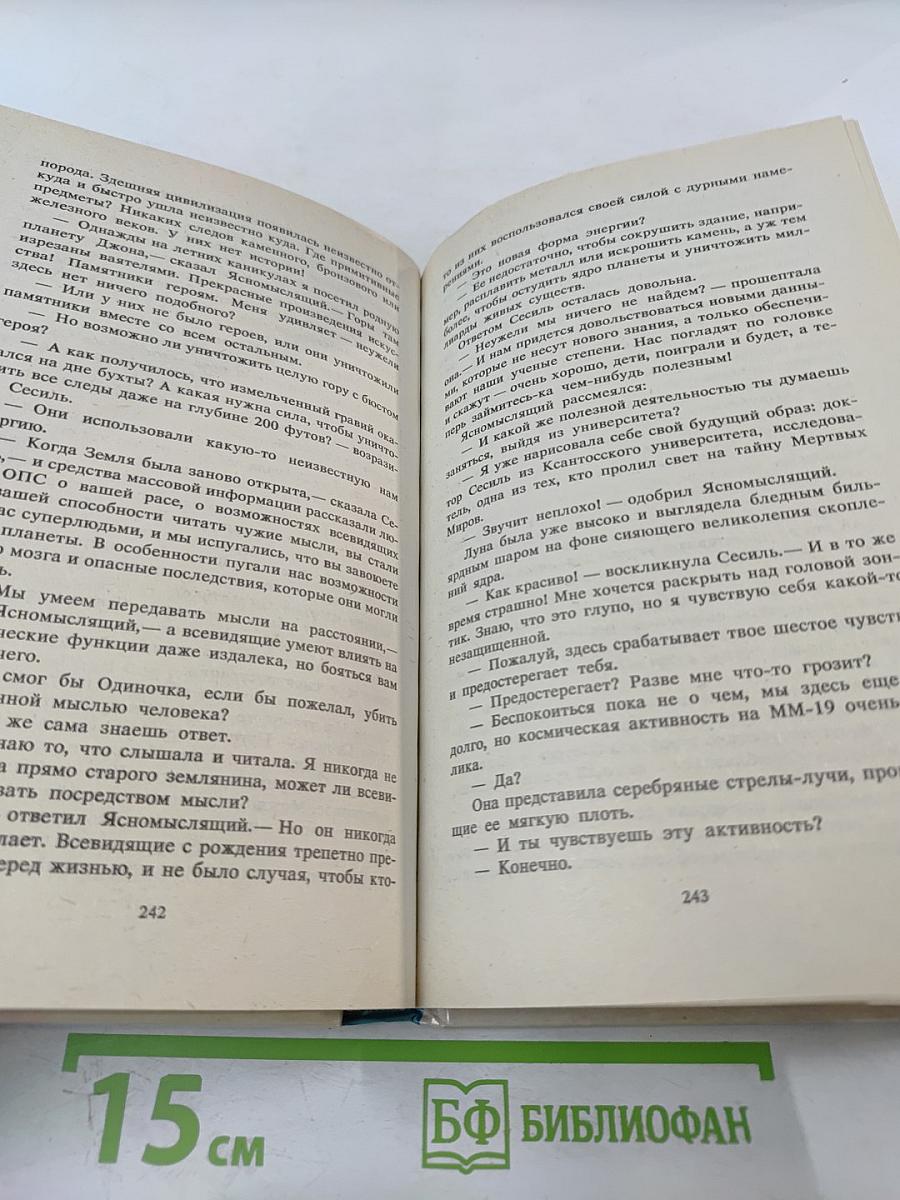 порода. Здешняя цивилизация появилась неизвестно от-
куда и быстро ушла неизвестно куда. Где примитивные
предметы? Никаких следов каменного, бронзового или
железного веков. У них нет истории!
— Однажды на летних каникулах я посетил родную
планету Джона,— сказал Ясномыслящий.— Горы там
изрезаны ваятелями. Прекрасные произведения искус-
ства! Памятники героям. Меня удивляет — неужели
здесь нет ничего подобного?
— Или у них не было героев, или они уничтожили
памятники вместе со всем остальным.
— Но возможно ли уничтожить целую гору с бюстом
героя?
— А как получилось, что измельченный гравий ока-
ался на дне бухты? А какая нужна сила, чтобы уничто-
ить все следы даже на глубине 200 футов? — возрази-
Сесиль.
— Они использовали какую-то неизвестную нам
ргию.
— Когда Земля была заново открыта,— сказала Се-
,— и средства массовой информации рассказали лю-
ОПС о вашей расе, о возможностях всевидящих
вашей способности читать чужие мысли, вы стали
ас суперлюдьми, и мы испугались, что вы завоюете
планеты. В особенности пугали нас возможности
о мозга и опасные последствия, которые они могли
ь.
Мы умеем передавать мысли на расстоянии,—
Ясномыслящий,— а всевидящие умеют влиять на
ческие функции даже издалека, но бояться вам
чего.
смог бы Одиночка, если бы пожелал, убить
нной мыслью человека?
же сама знаешь ответ.
наю то, что слышала и читала. Я никогда не
а прямо старого землянина, может ли всеви-
вать посредством мысли?
ответил Ясномыслящий.— Но он никогда
лает. Всевидящие с рождения трепетно пре-
еред жизнью, и не было случая, чтобы кто-
242
то из них воспользовался своей силой с дурными наме-
рениями.
— Это новая форма энергии?
— Ее недостаточно, чтобы сокрушить здание, напри-
мер, расплавить металл или искрошить камень, а уж тем
более, чтобы остудить ядро планеты и уничтожить мил-
лиарды живых существ.
Ответом Сесиль осталась довольна.
— Неужели мы ничего не найдем? — прошептала
она.— И нам придется довольствоваться новыми данны-
ми, которые не несут нового знания, а только обеспечи-
вают наши ученые степени. Нас погладят по головке
и скажут — очень хорошо, дети, поиграли и будет, а те-
перь займитесь-ка чем-нибудь полезным!
Ясномыслящий рассмеялся:
— И какой же полезной деятельностью ты думаешь
заняться, выйдя из университета?
— Я уже нарисовала себе свой будущий образ: док-
тор Сесиль из Ксантосского университета, исследова-
тель, одна из тех, кто пролил свет на тайну Мертвых
Миров.
— Звучит неплохо! — одобрил Ясномыслящий.
Луна была уже высоко и выглядела бледным биль-
ярдным шаром на фоне сияющего великолепия скопле-
ний ядра.
— Как красиво! — воскликнула Сесиль.— И в то же
время страшно! Мне хочется раскрыть над головой зон-
тик. Знаю, что это глупо, но я чувствую себя какой-то
незащищенной.
— Пожалуй, здесь срабатывает твое шестое чувств
и предостерегает тебя.
— Предостерегает? Разве мне что-то грозит?
— Беспокоиться пока не о чем, мы здесь еще
долго, но космическая активность на ММ-19 очень
лика.
— Да?
Она представила серебряные стрелы-лучи, про
щие ее мягкую плоть.
— И ты чувствуешь эту активность?
— Конечно.
243
15 см
БФ БИБЛИОФАН